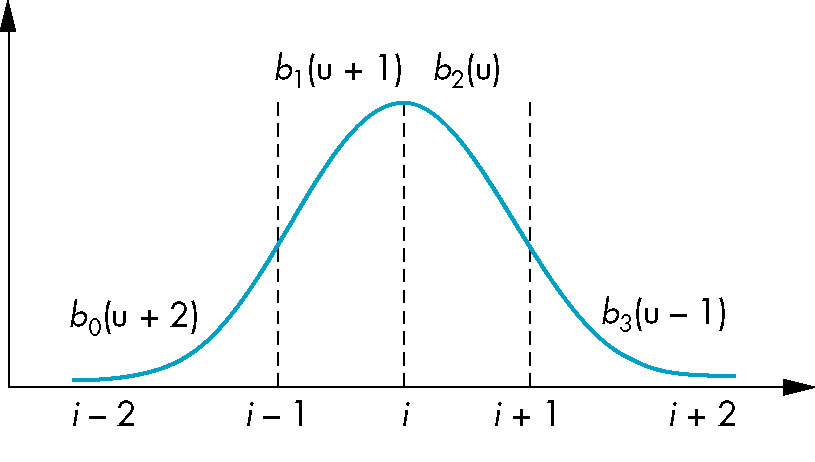 b₁(u + 1) b₂(u)
b₀(u + 2) b₃(u – 1)
i – 2 i – 1 i i + 1 i + 2